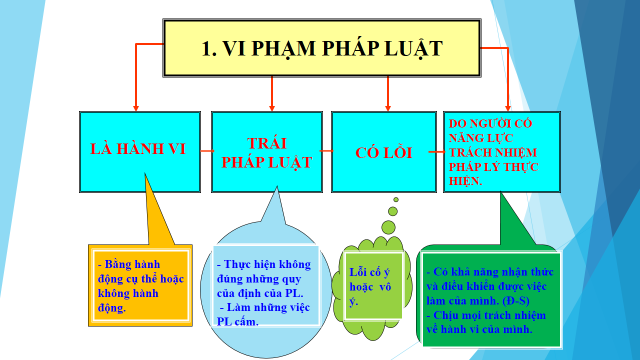 1. VI PHẠM PHÁP LUẬT
LÀ HÀNH VI
TRÁI
PHÁP LUẬT
CÓ LỖI
DO NGƯỜI CÓ
NĂNG LỰC
TRÁCH NHIỆM
PHÁP LÝ THỰC
HIỆN.
- Bằng hành
động cụ thể hoặc
không hành
động.
- Thực hiện không
đúng những quy
của định của PL.
- Làm những việc
PL cấm.
Lỗi cố ý
hoặc vô
ý.
- Có khả năng nhận thức
và điều khiển được việc
làm của mình. (Đ-S)
- Chịu mọi trách nhiệm
về hành vi của mình.